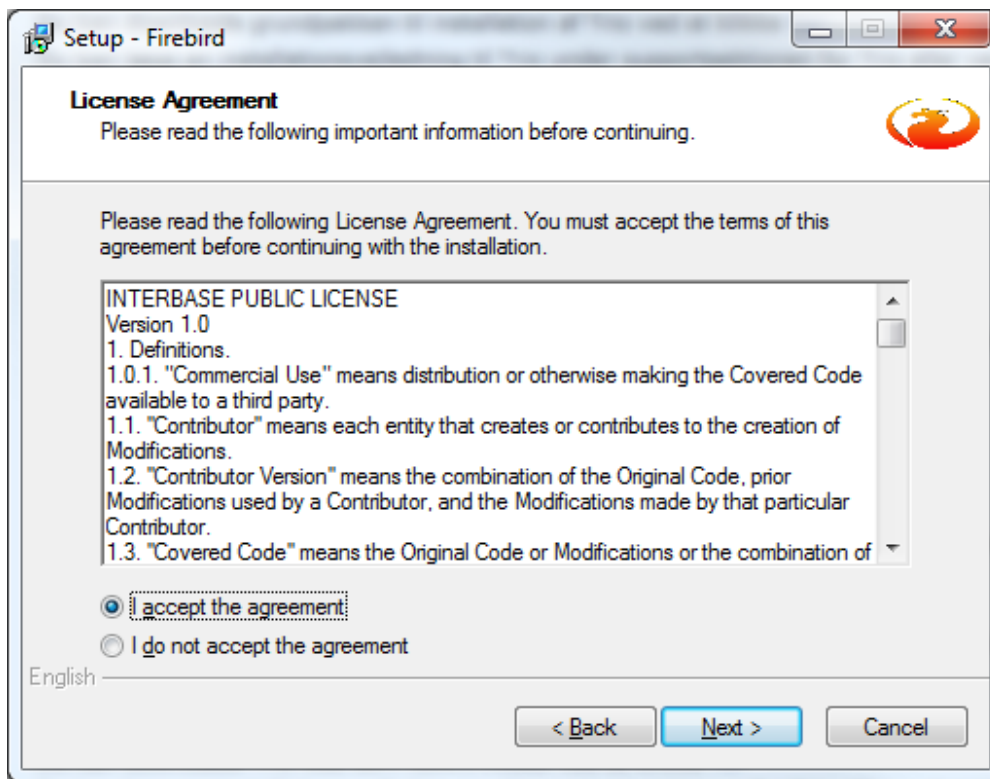 Setup - Firebird
License Agreement
Please read the following important information before continuing.
Please read the following License Agreement. You must accept the terms of this
agreement before continuing with the installation.
INTERBASE PUBLIC LICENSE
Version 1.0
1. Definitions.
1.0.1. "Commercial Use" means distribution or otherwise making the Covered Code
available to a third party.
1.1. "Contributor" means each entity that creates or contributes to the creation of
Modifications.
1.2. "Contributor Version" means the combination of the Original Code, prior
Modifications used by a Contributor, and the Modifications made by that particular
Contributor.
1.3. "Covered Code" means the Original Code or Modifications or the combination of
I accept the agreement
I do not accept the agreement
English
< Back
Next >
Cancel